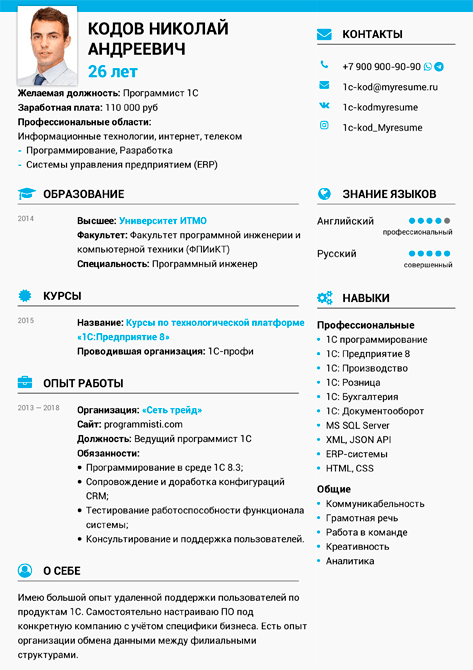 КОДОВ НИКОЛАЙ
АНДРЕЕВИЧ
26 лет
Желаемая должность: Программист 1С
Заработная плата: 110 000 руб
Профессиональные области:
Информационные технологии, интернет, телеком
- Программирование, Разработка
- Системы управления предприятием (ERP)
ОБРАЗОВАНИЕ
2014
Высшее: Университет ИТМО
Факультет: Факультет программной инженерии и
компьютерной техники (ФПИиКТ)
Специальность: Программный инженер
КУРСЫ
2015
Название: Курсы по технологической платформе
«1С:Предприятие 8»
Проводившая организация: 1С-профи
ОПЫТ РАБОТЫ
2013 — 2018
Организация: «Сеть трейд»
Сайт: programmisti.com
Должность: Ведущий программист 1С
Обязанности:
• Программирование в среде 1С 8.3;
• Сопровождение и доработка конфигураций
CRM;
• Тестирование работоспособности функционала
системы;
• Консультирование и поддержка пользователей.
О СЕБЕ
Имею большой опыт удаленной поддержки пользователей по
продуктам 1С. Самостоятельно настраиваю ПО под
конкретную компанию с учётом специфики бизнеса. Есть опыт
организации обмена данными между филиальными
структурами.
КОНТАКТЫ
+7 900 900-90-90
1c-kod@myresume.ru
1c-kodmyresume
1c-kod_Myresume
ЗНАНИЕ ЯЗЫКОВ
Английский
профессиональный
Русский
совершенный
НАВЫКИ
Профессиональные
• 1С программирование
• 1С: Предприятие 8
• 1С: Производство
• 1С: Розница
• 1С: Бухгалтерия
• 1С: Документооборот
• MS SQL Server
• XML, JSON API
• ERP-системы
• HTML, CSS
Общие
• Коммуникабельность
• Грамотная речь
• Работа в команде
• Креативность
• Аналитика